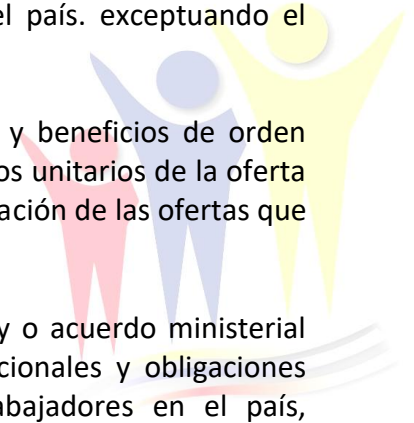 el país. exceptuando el
y beneficios de orden
os unitarios de la oferta
ación de las ofertas que
y o acuerdo ministerial
cionales y obligaciones
abajadores en el país,